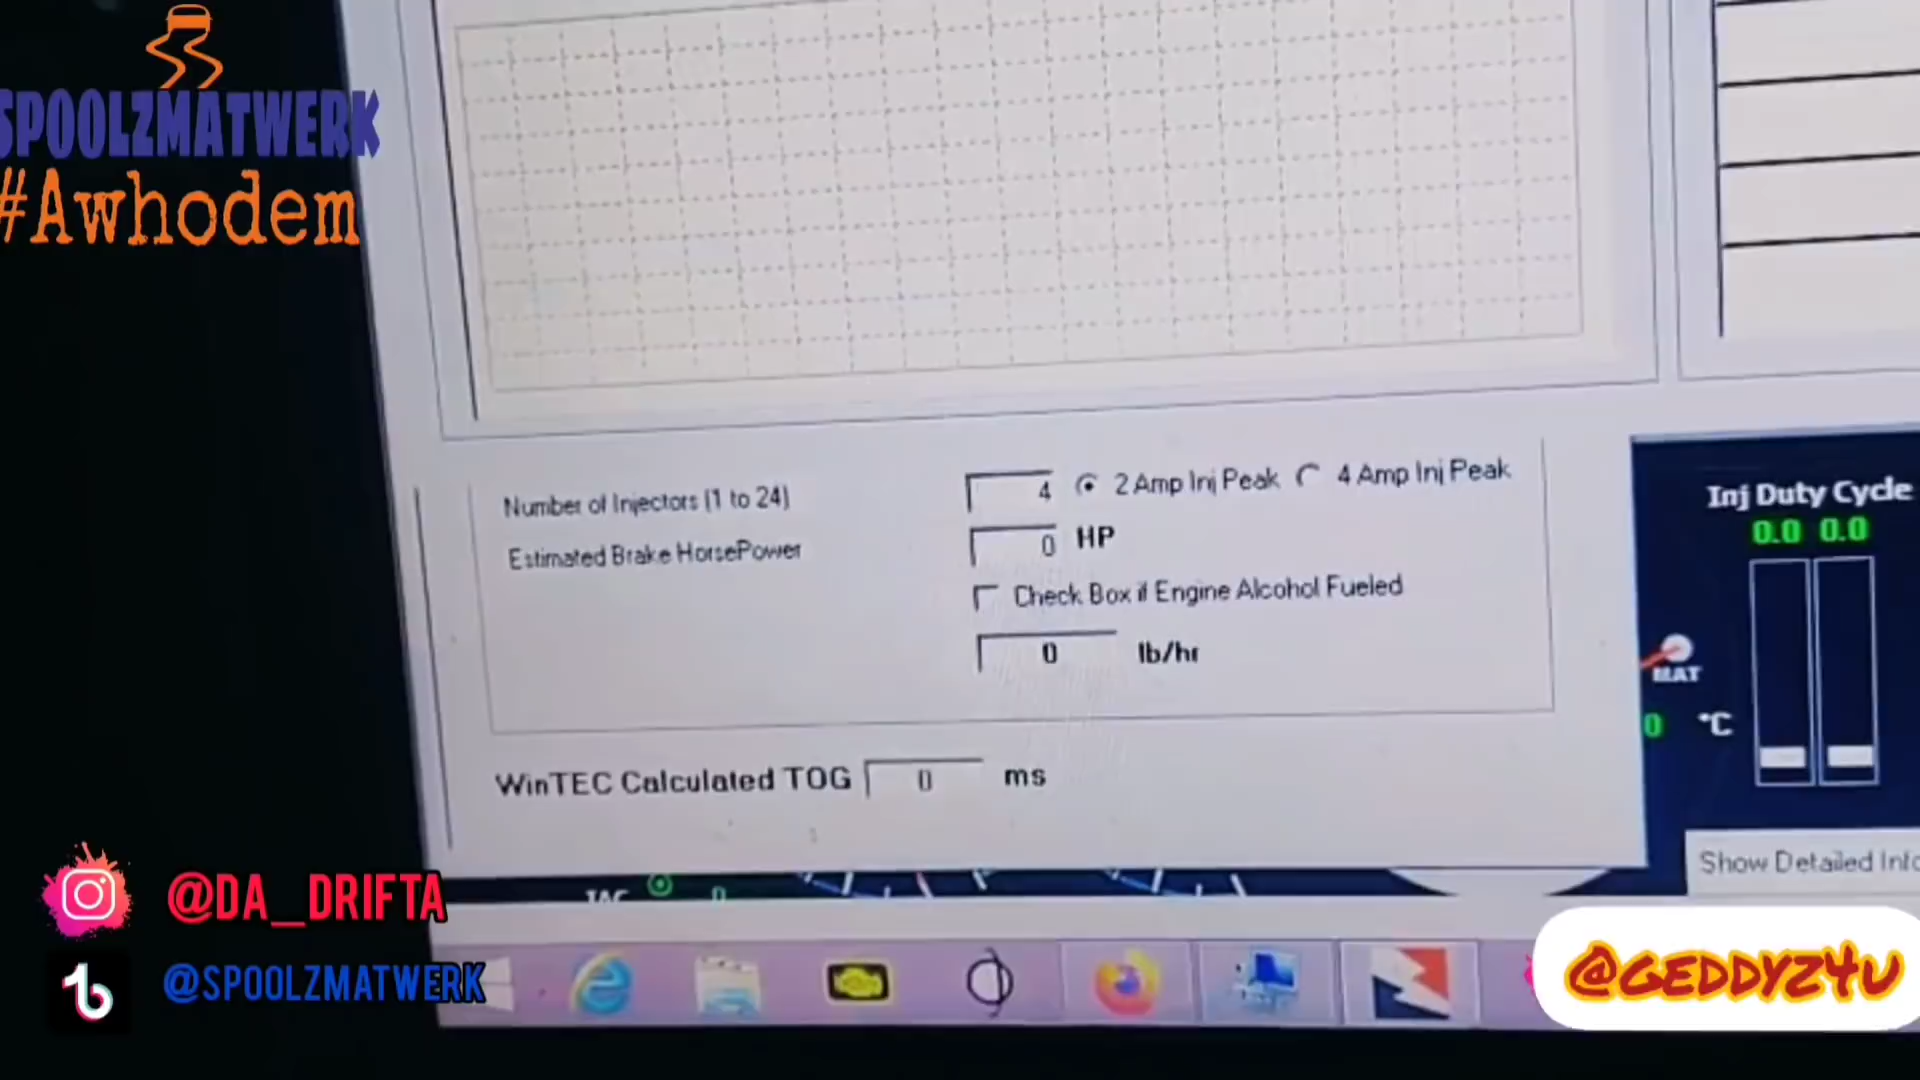 SPOOLZMATWERK
#Awhodem
Number of Injectors (1 to 24)
4
2 Amp Inj Peak
4 Amp Inj Peak
Estimated Brake HorsePower
0
HP
Check Box if Engine Alcohol Fueled
0
lb/hr
WinTEC Calculated TOG
0
ms
Inj Duty Cycle
0.0 0.0
MAT
0 °C
Show Detailed Info
0
@DA_DRIFTA
@SPOOLZMATWERK
@GEDDYZ4U